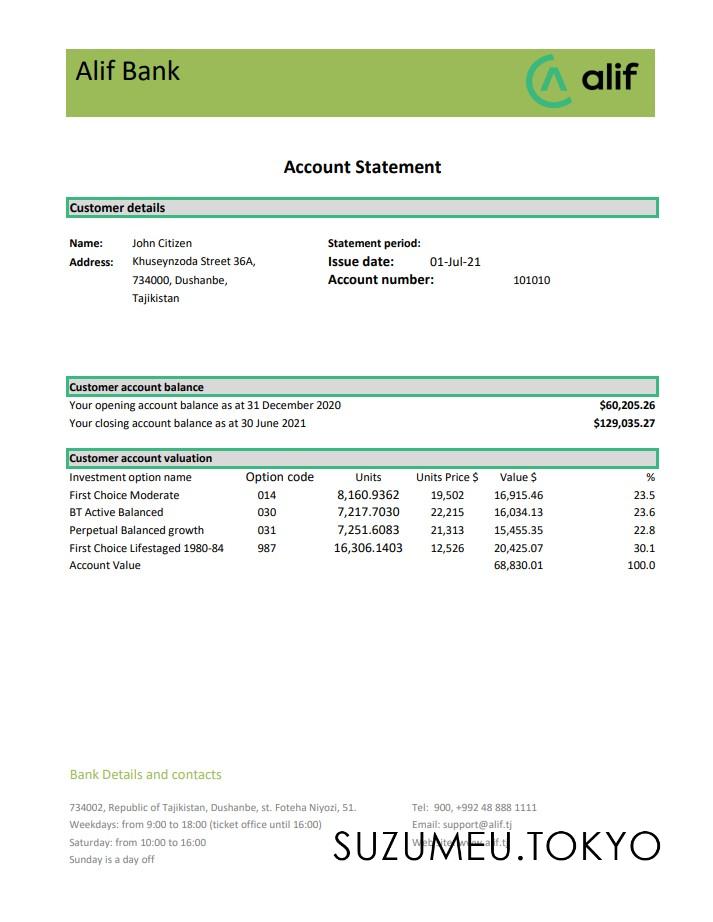 Alif Bank
alif
Account Statement
Customer details
Name: John Citizen Statement period:
Address: Khuseynzoda Street 36A, Issue date: 01-Jul-21
734000, Dushanbe, Account number: 101010
Tajikistan
Customer account balance
Your opening account balance as at 31 December 2020 $60,205.26
Your closing account balance as at 30 June 2021 $129,035.27
Customer account valuation
Investment option name Option code Units Units Price $ Value $ %
First Choice Moderate 014 8,160.9362 19,502 16,915.46 23.5
BT Active Balanced 030 7,217.7030 22,215 16,034.13 23.6
Perpetual Balanced growth 031 7,251.6083 21,313 15,455.35 22.8
First Choice Lifestaged 1980-84 987 16,306.1403 12,526 20,425.07 30.1
Account Value 68,830.01 100.0
Bank Details and contacts
734002, Republic of Tajikistan, Dushanbe, st. Foteha Niyozi, 51. Tel: 900, +992 48 888 1111
Weekdays: from 9:00 to 18:00 (ticket office until 16:00) Email: support@alif.tj
Saturday: from 10:00 to 16:00
Sunday is a day off
SUZUMEU.TOKYO